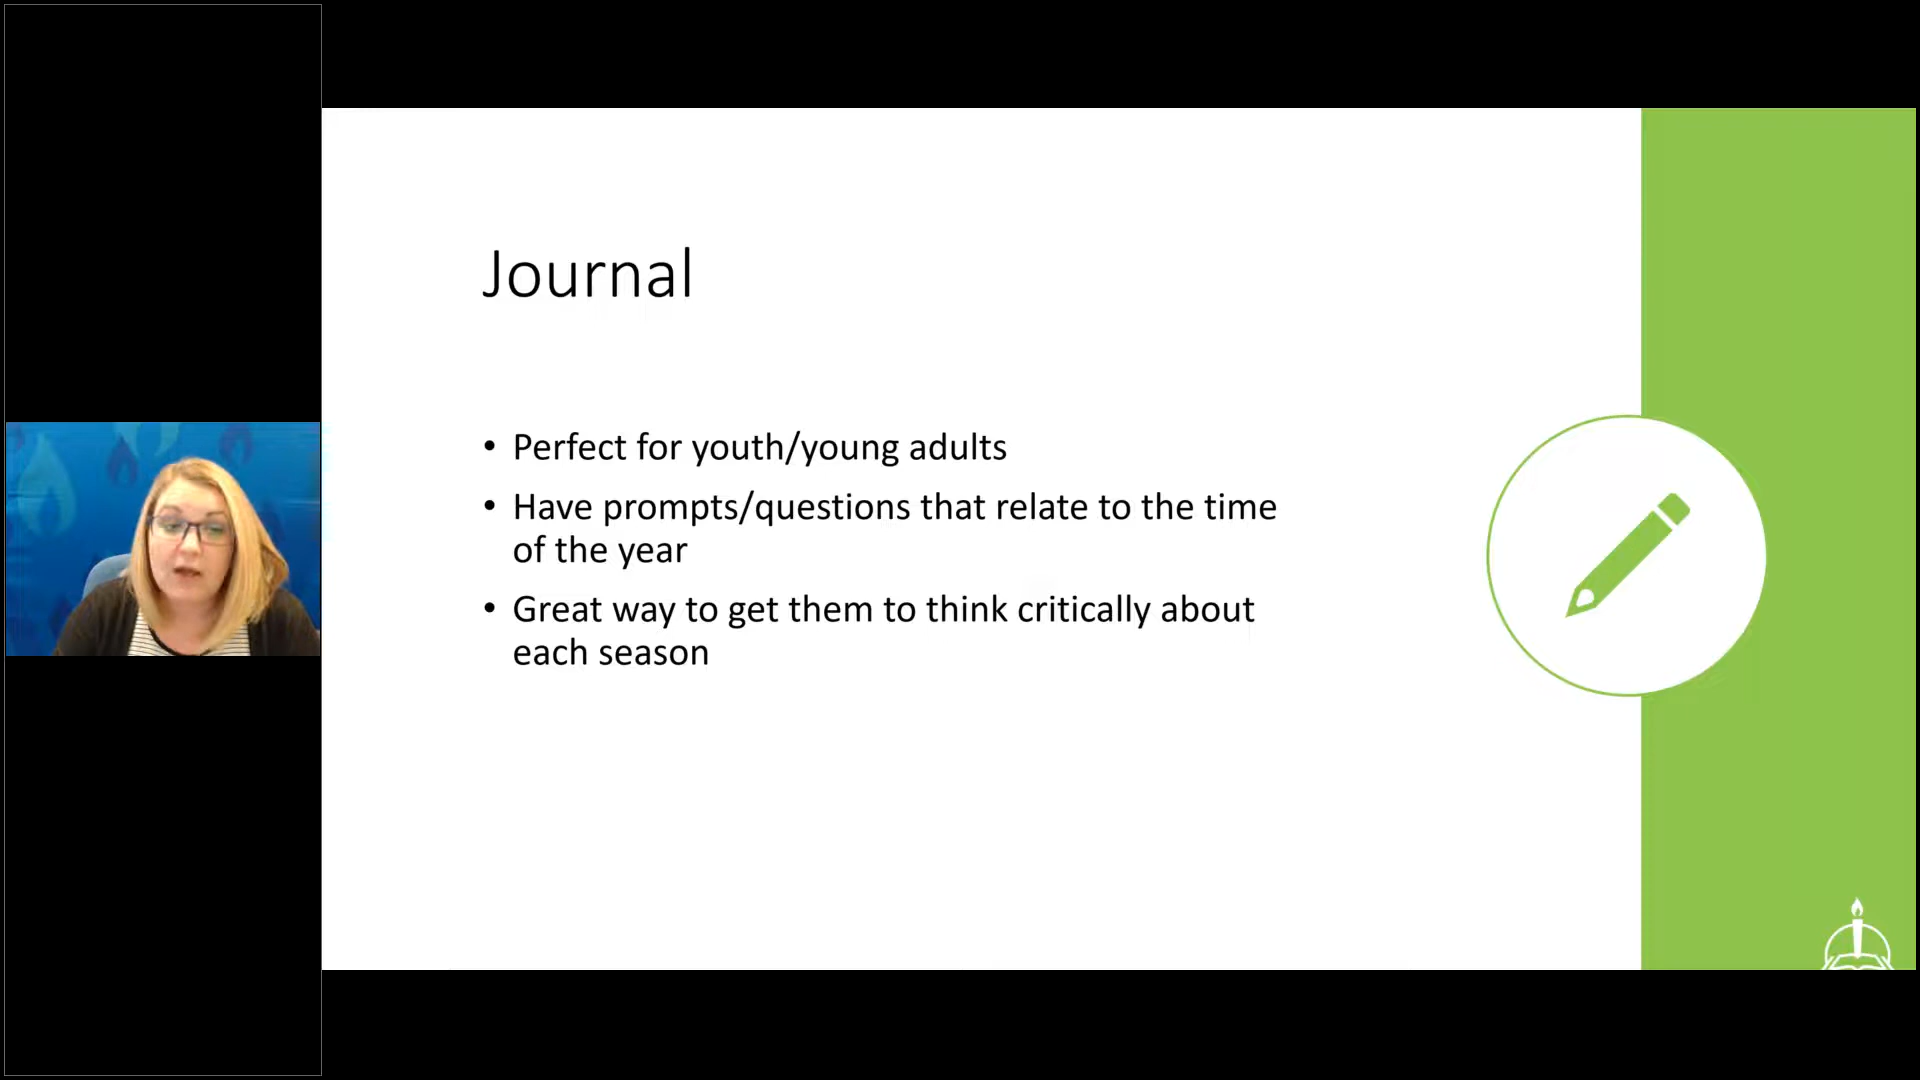 Journal
• Perfect for youth/young adults
• Have prompts/questions that relate to the time
of the year
• Great way to get them to think critically about
each season